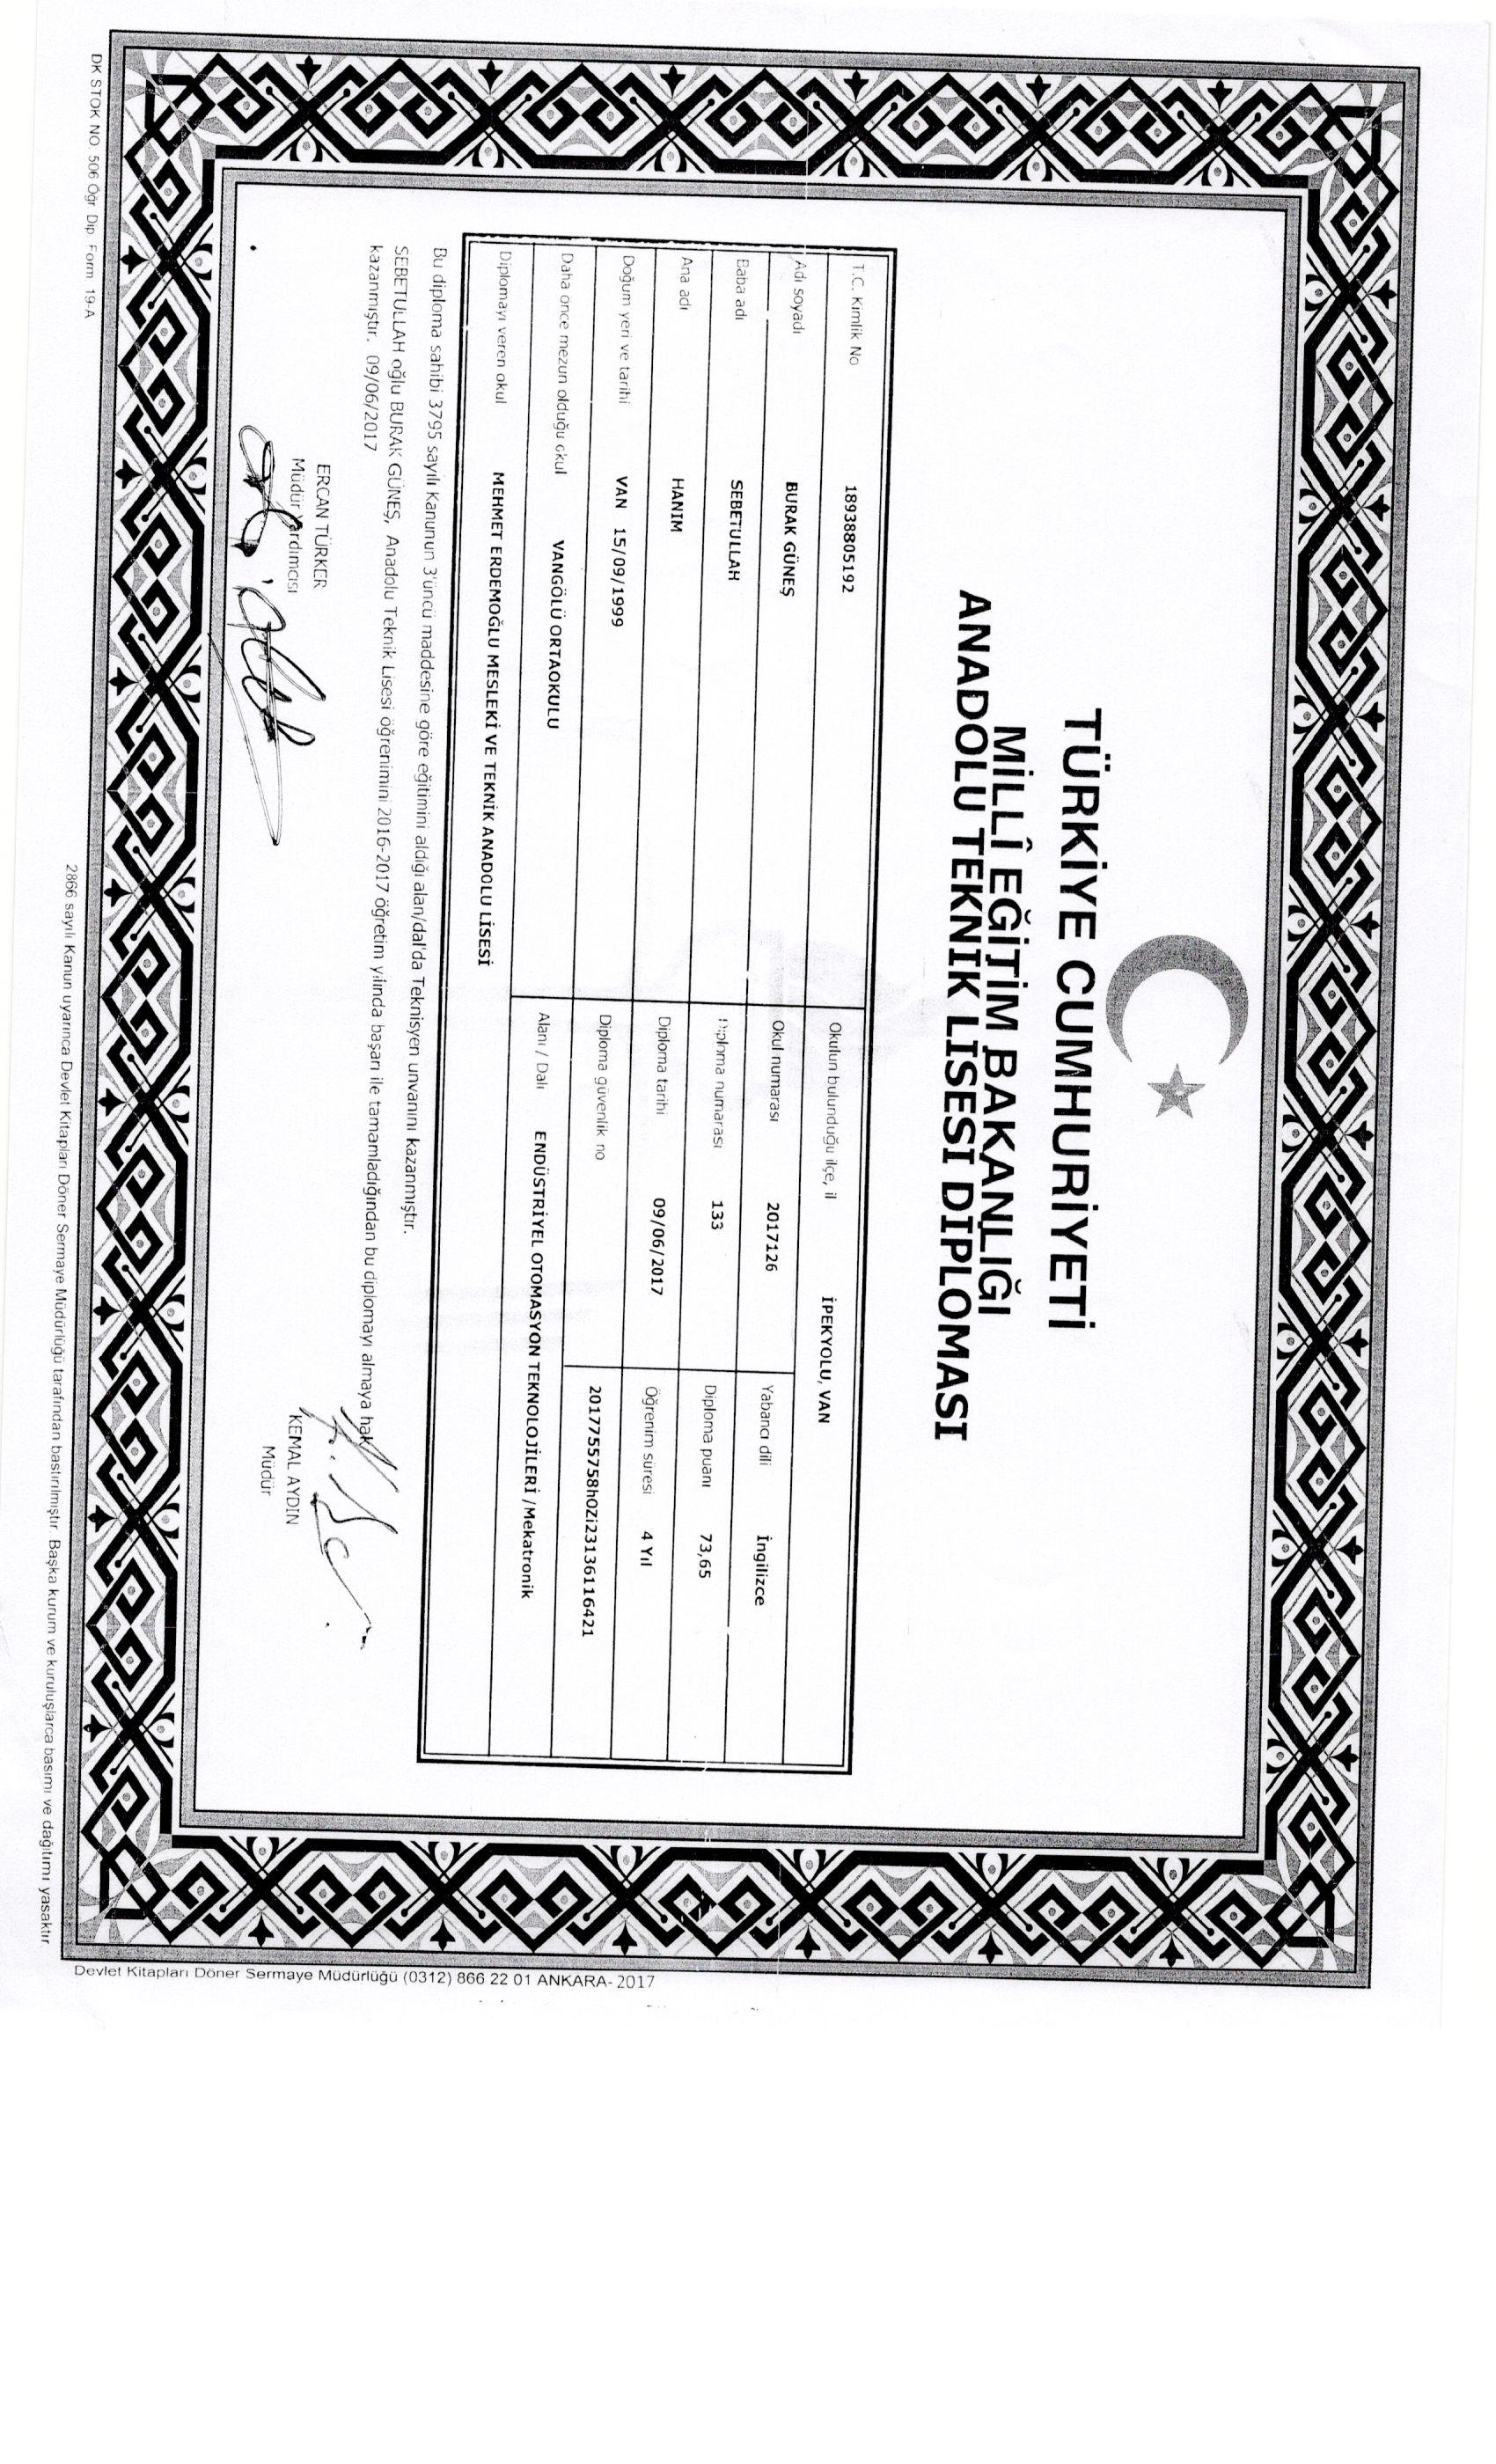 TÜRKİYE CUMHURİYETİ
MİLLÎ EĞİTİM BAKANLIĞI
ANADOLU TEKNİK LİSESİ DİPLOMASI
T.C. Kimlik No 18938805192 Okulun bulunduğu ilçe, il İPEKYOLU, VAN
Adı soyadı BURAK GÜNEŞ Okul numarası 2017126 Yabancı dili İngilizce
Baba adı SEBETULLAH Diploma numarası 133 Diploma puanı 73,65
Ana adı HANIM Diploma tarihi 09/06/2017 Öğrenim süresi 4 Yıl
Doğum yeri ve tarihi VAN 15/09/1999 Diploma güvenlik no 2017755758h0Zi23136116421
Daha önce mezun olduğu okul VANGÖLÜ ORTAOKULU Alanı / Dalı ENDÜSTRİYEL OTOMASYON TEKNOLOJİLERİ /Mekatronik
Diplomayı veren okul MEHMET ERDEMOĞLU MESLEKİ VE TEKNİK ANADOLU LİSESİ
Bu diploma sahibi 3795 sayılı Kanunun 3'üncü maddesine göre eğitimini aldığı alan/dal'da Teknisyen unvanını kazanmıştır.
SEBETULLAH oğlu BURAK GÜNEŞ, Anadolu Teknik Lisesi öğrenimini 2016-2017 öğretim yılında başarı ile tamamladığından bu diplomayı almaya hak
kazanmıştır. 09/06/2017
ERCAN TÜRKER
Müdür Yardımcısı
KEMAL AYDIN
Müdür
DK STOK NO. 506 Öğr Dip Form 19-A
2866 sayılı Kanun uyarınca Devlet Kitapları Döner Sermaye Müdürlüğü tarafından bastırılmıştır Başka kurum ve kuruluşlarca basımı ve dağıtımı yasaktır
Devlet Kitapları Döner Sermaye Müdürlüğü (0312) 866 22 01 ANKARA- 2017